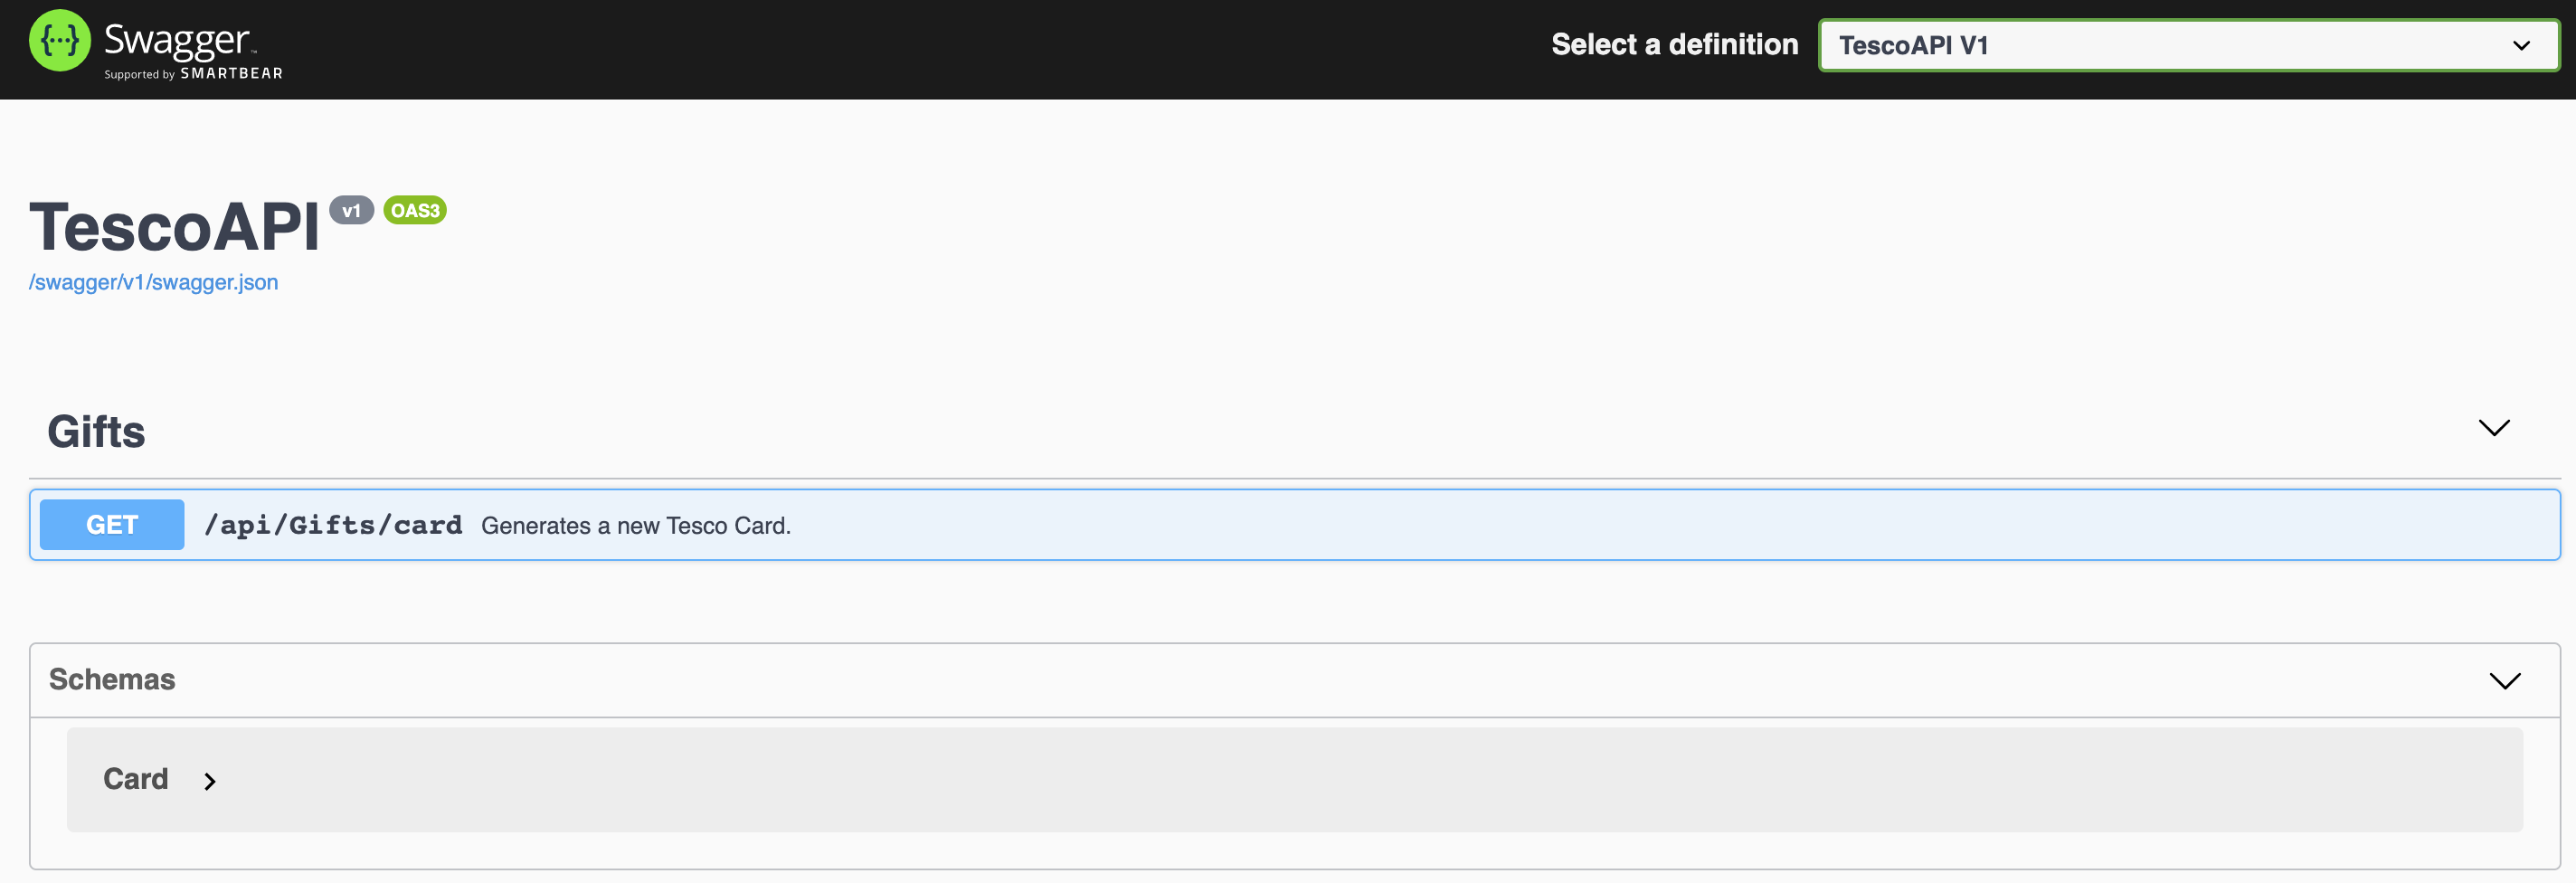 {...} Swagger™
Supported by SMARTBEAR
Select a definition
TescoAPI V1
TescoAPI v1 OAS3
/swagger/v1/swagger.json
Gifts
GET /api/Gifts/card Generates a new Tesco Card.
Schemas
Card